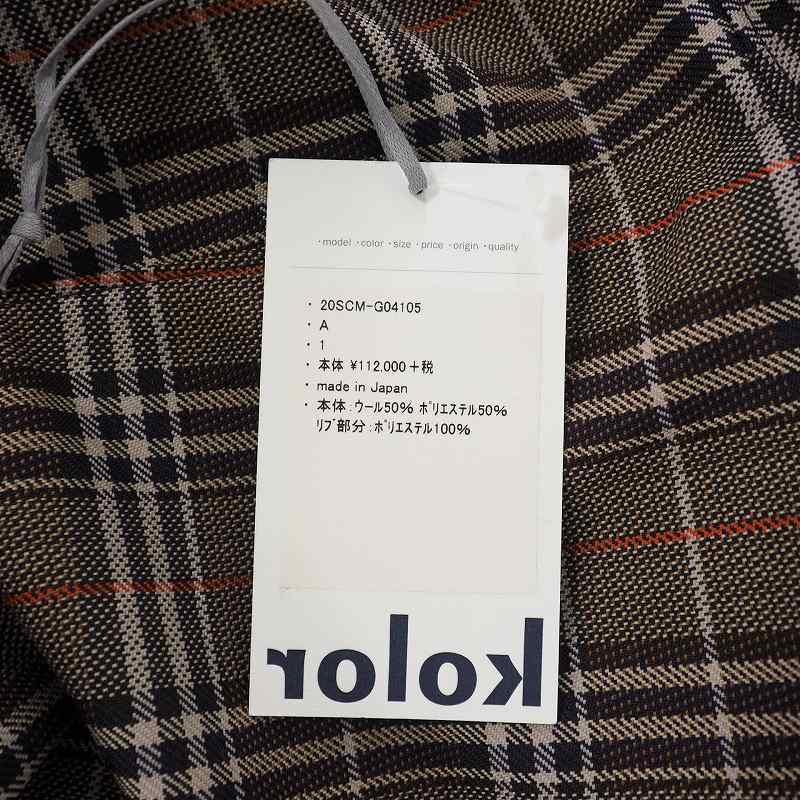 ·model ·color ·size ·price ·origin ·quality
· 20SCM-G04105
· A
· 1
· 本体 ¥112,000+税
· made in Japan
· 本体:ウール50% ポリエステル50%
リブ部分:ポリエステル100%
kolor